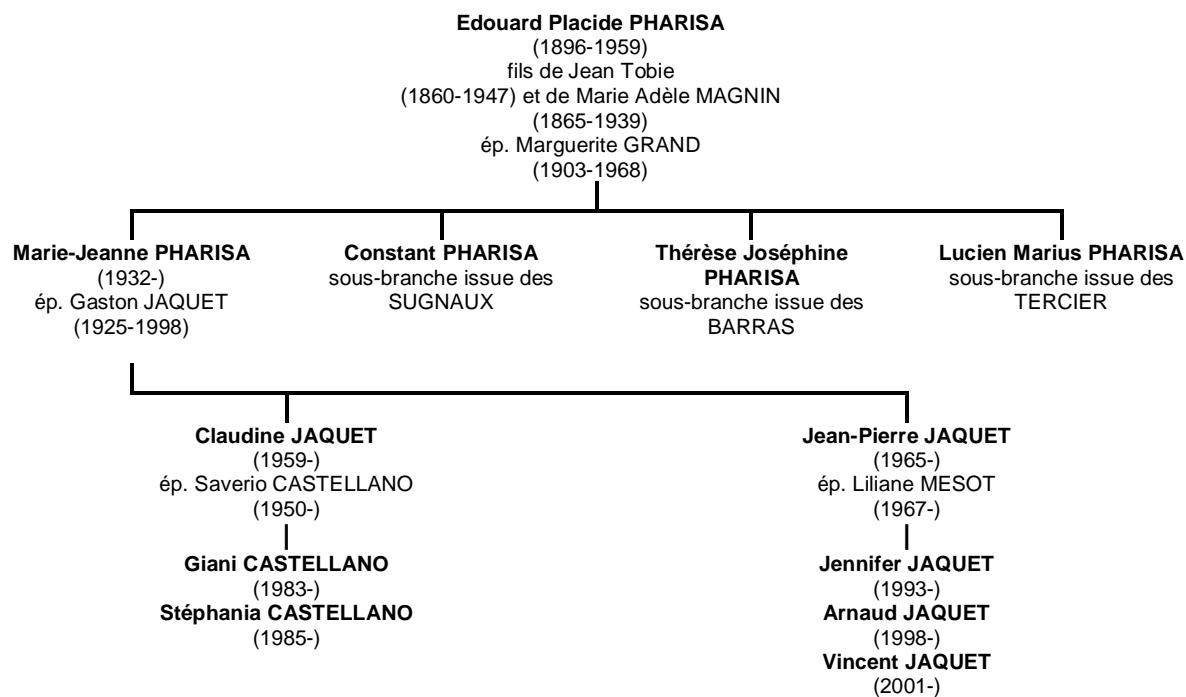 Edouard Placide PHARISA
(1896-1959)
fils de Jean Tobie
(1860-1947) et de Marie Adèle MAGNIN
(1865-1939)
ép. Marguerite GRAND
(1903-1968)
Marie-Jeanne PHARISA
(1932-)
ép. Gaston JAQUET
(1925-1998)
Constant PHARISA
sous-branche issue des
SUGNAUX
Thérèse Joséphine
PHARISA
sous-branche issue des
BARRAS
Lucien Marius PHARISA
sous-branche issue des
TERCIER
Claudine JAQUET
(1959-)
ép. Saverio CASTELLANO
(1950-)
Giani CASTELLANO
(1983-)
Stéphania CASTELLANO
(1985-)
Jean-Pierre JAQUET
(1965-)
ép. Liliane MESOT
(1967-)
Jennifer JAQUET
(1993-)
Arnaud JAQUET
(1998-)
Vincent JAQUET
(2001-)